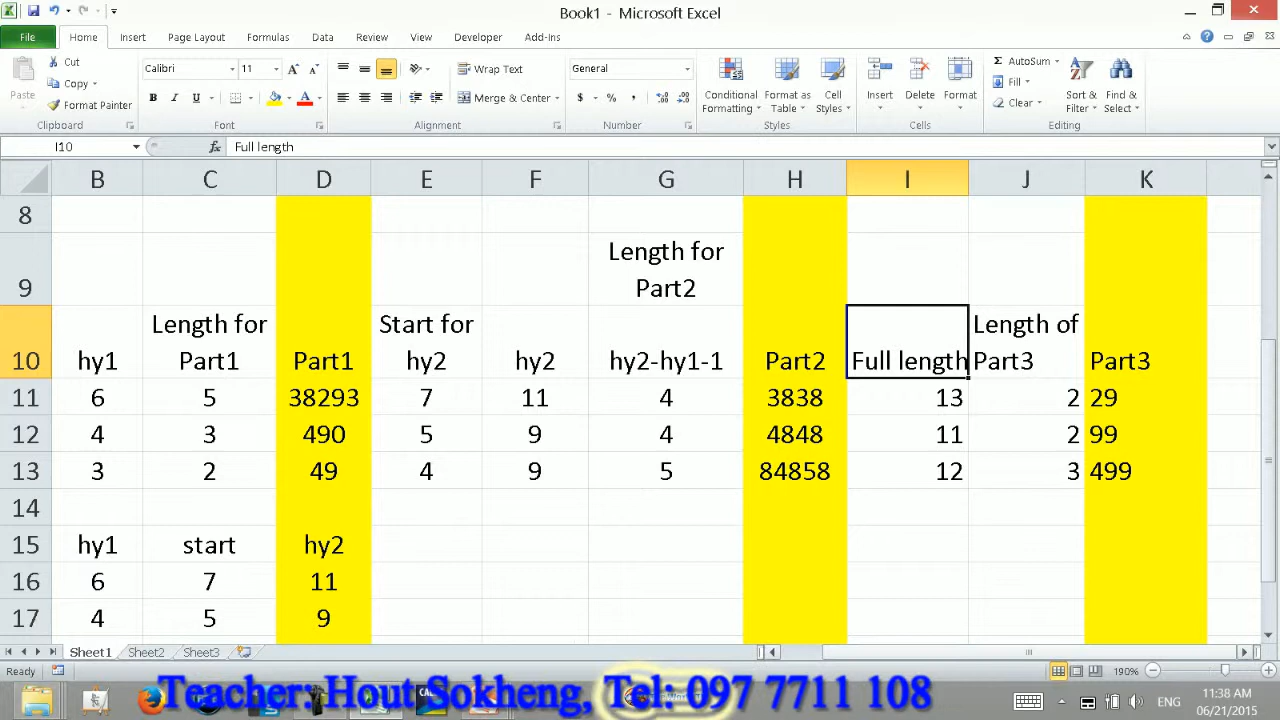 Book1 - Microsoft Excel
File Home Insert Page Layout Formulas Data Review View Developer Add-Ins
Cut
Copy
Format Painter
Paste
Clipboard
Calibri 11
B I U
A A
A
Font
Wrap Text
Merge & Center
Alignment
General
$ % ,
Number
Conditional Formatting
Format as Table
Cell Styles
Styles
Insert Delete Format
Cells
AutoSum
Fill
Clear
Sort & Filter
Find & Select
Editing
I10 fx Full length
B C D E F G H I J K
8
9 Length for Part2
10 hy1 Length for Part1 Part1 Start for hy2 hy2 hy2-hy1-1 Part2 Full length Length of Part3 Part3
11 6 5 38293 7 11 4 3838 13 2 29
12 4 3 490 5 9 4 4848 11 2 99
13 3 2 49 4 9 5 84858 12 3 499
14
15 hy1 start hy2
16 6 7 11
17 4 5 9
Sheet1 Sheet2 Sheet3
Ready 190%
Teacher: Hout Sokheng, Tel: 097 7711 108
ENG
11:38 AM
06/21/2015